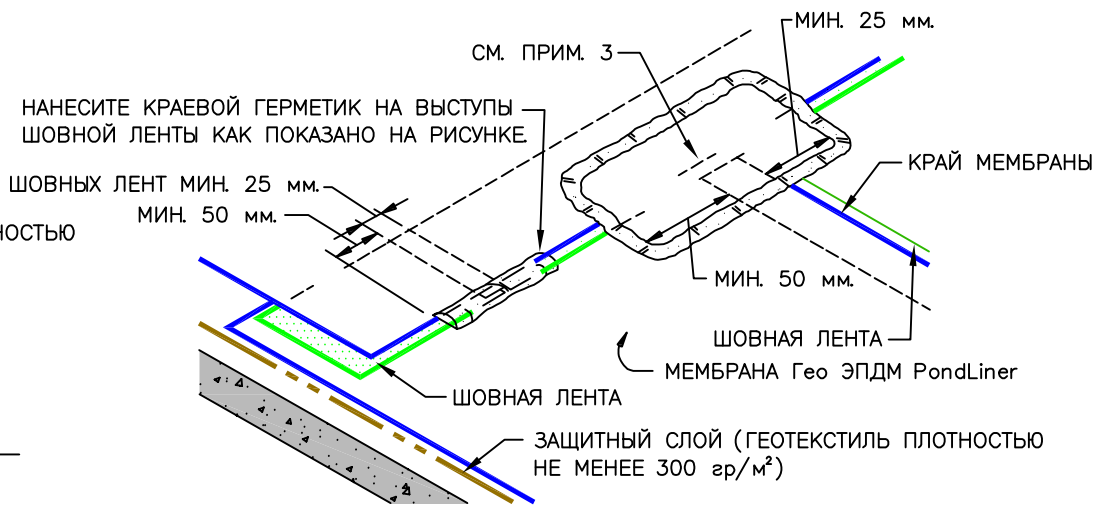 МИН. 25 мм.
СМ. ПРИМ. 3
НАНЕСИТЕ КРАЕВОЙ ГЕРМЕТИК НА ВЫСТУПЫ
ШОВНОЙ ЛЕНТЫ КАК ПОКАЗАНО НА РИСУНКЕ.
КРАЙ МЕМБРАНЫ
ШОВНЫХ ЛЕНТ МИН. 25 мм.
МИН. 50 мм.
НОСТЬЮ
МИН. 50 мм.
ШОВНАЯ ЛЕНТА
МЕМБРАНА Гео ЭПДМ PondLiner
ШОВНАЯ ЛЕНТА
ЗАЩИТНЫЙ СЛОЙ (ГЕОТЕКСТИЛЬ ПЛОТНОСТЬЮ
НЕ МЕНЕЕ 300 гр/м²)